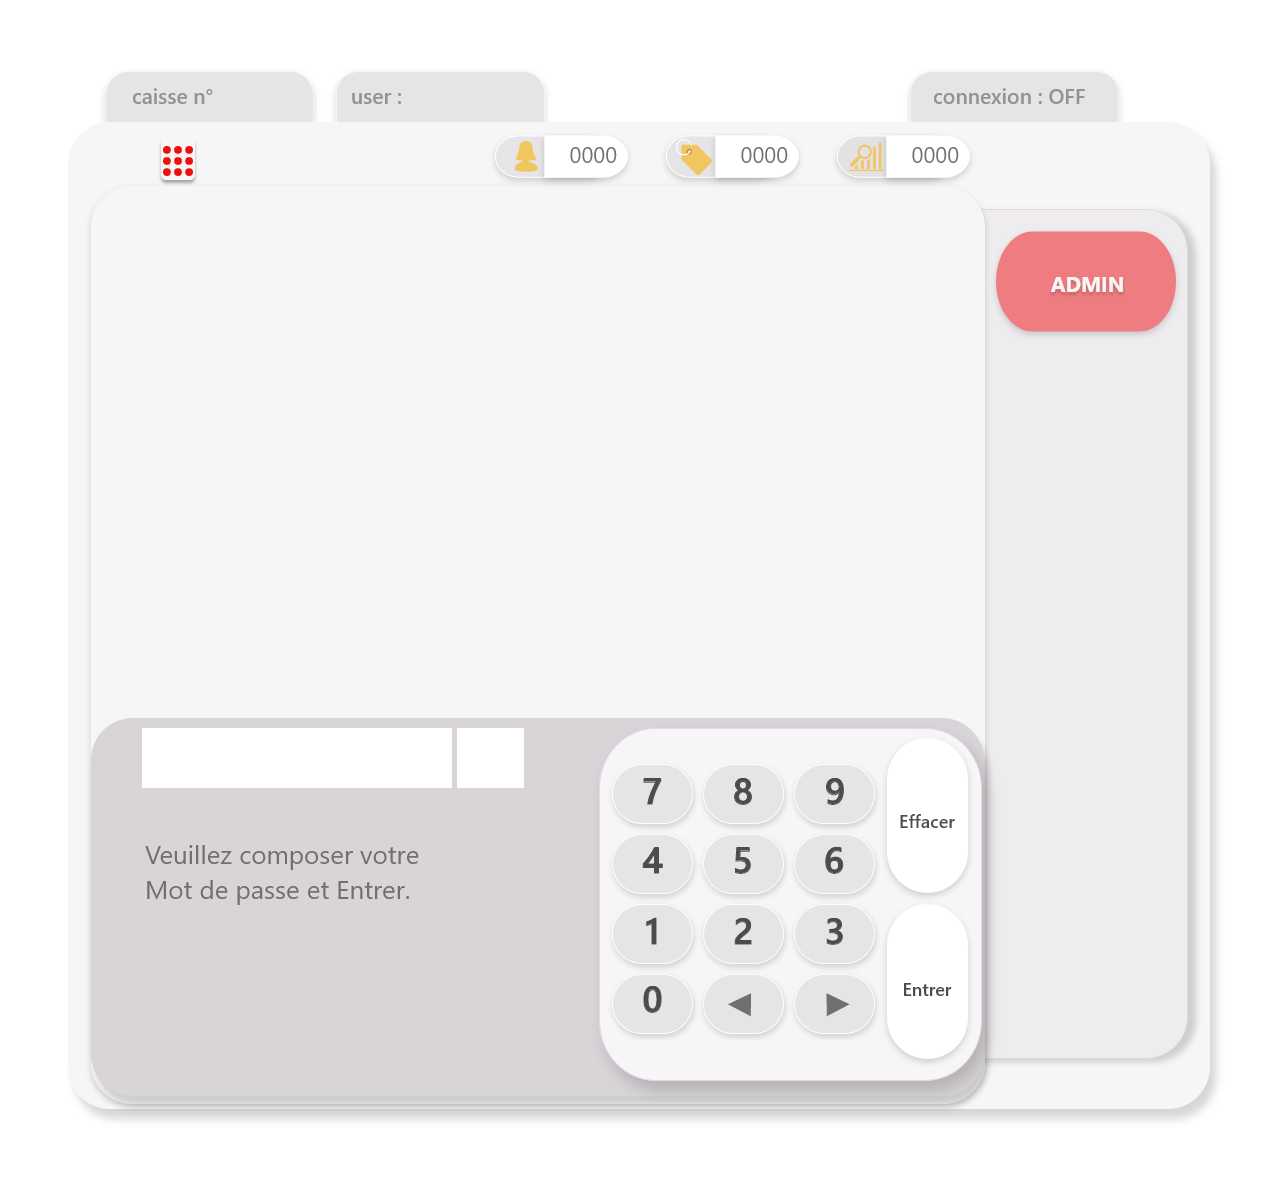 caisse n°
user :
connexion : OFF
0000
0000
0000
ADMIN
7 8 9
Effacer
4 5 6
Veuillez composer votre
Mot de passe et Entrer.
1 2 3
Entrer
0 ◀ ▶